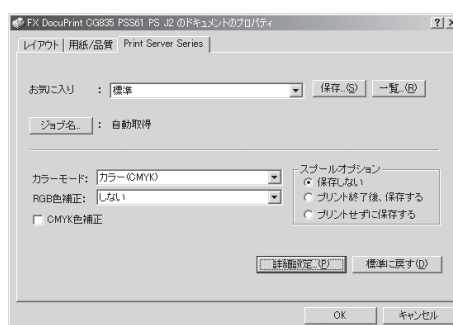 FX DocuPrint CG835 PSS61 PS J2 のドキュメントのプロパティ
レイアウト 用紙/品質 Print Server Series
お気に入り : 標準 保存..(S) 一覧..(R)
ジョブ名.. : 自動取得
カラーモード: カラー(CMYK)
RGB色補正: しない
CMYK色補正
スプールオプション
保存しない
プリント終了後、保存する
プリントせずに保存する
詳細設定..(P) 標準に戻す(D)
OK キャンセル